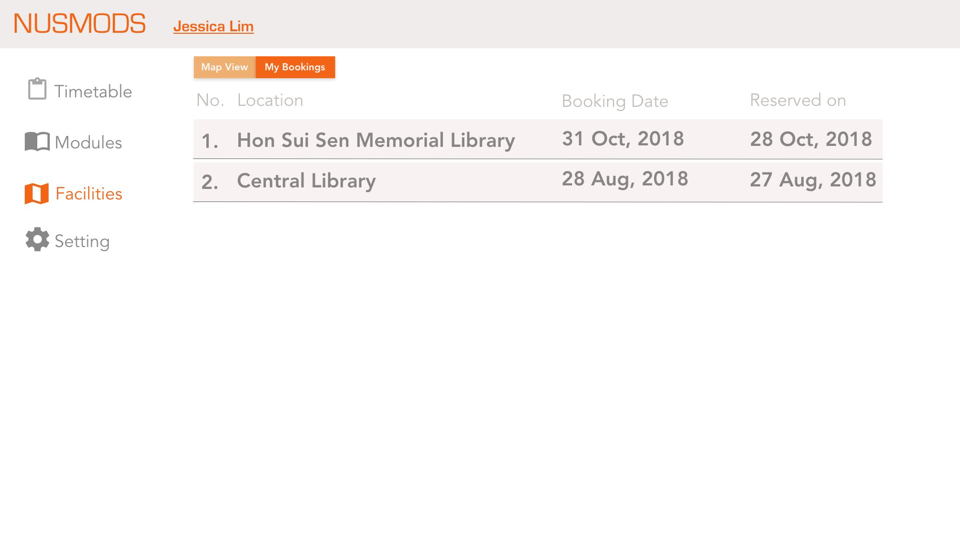 NUSMODS Jessica Lim
Map View My Bookings
Timetable
Modules
Facilities
Setting
No. Location Booking Date Reserved on
1. Hon Sui Sen Memorial Library 31 Oct, 2018 28 Oct, 2018
2. Central Library 28 Aug, 2018 27 Aug, 2018